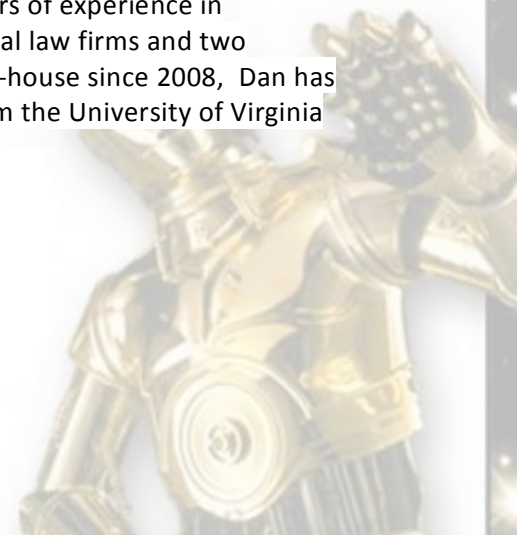 rs of experience in
al law firms and two
-house since 2008,  Dan has
m the University of Virginia